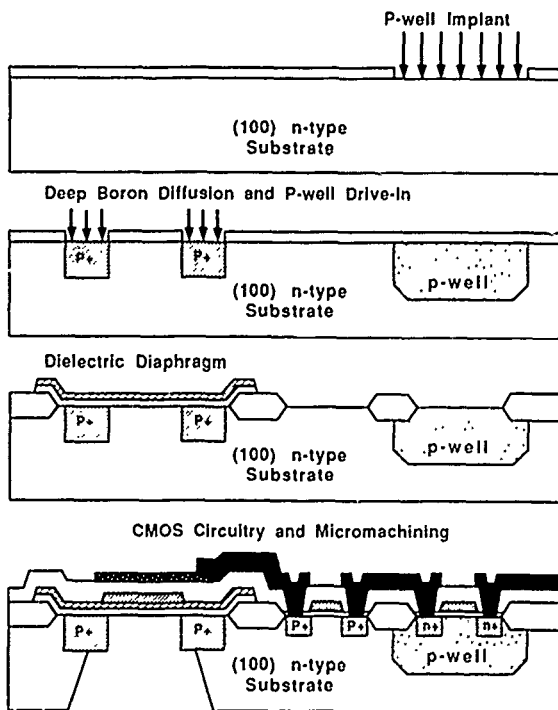 P-well Implant
(100) n-type
Substrate
Deep Boron Diffusion and P-well Drive-In
P+ P+
p-well
(100) n-type
Substrate
Dielectric Diaphragm
P+ P+
p-well
(100) n-type
Substrate
CMOS Circuitry and Micromachining
P+ P+ P+ P+ n+ n+
p-well
(100) n-type
Substrate